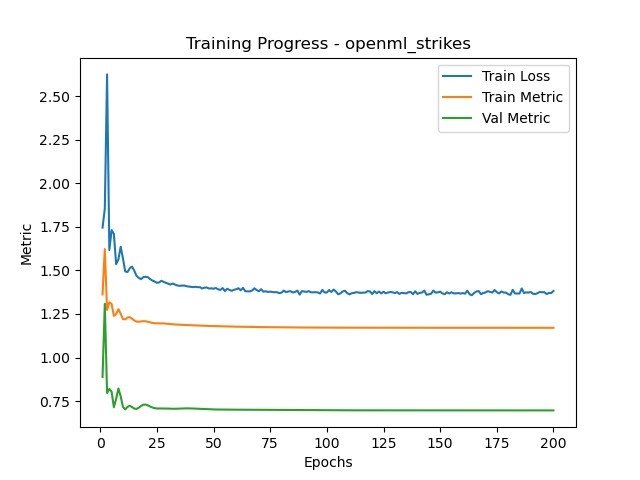 Training Progress - openml_strikes
Train Loss
Train Metric
Val Metric
Metric
2.50
2.25
2.00
1.75
1.50
1.25
1.00
0.75
0
25
50
75
100
125
150
175
200
Epochs